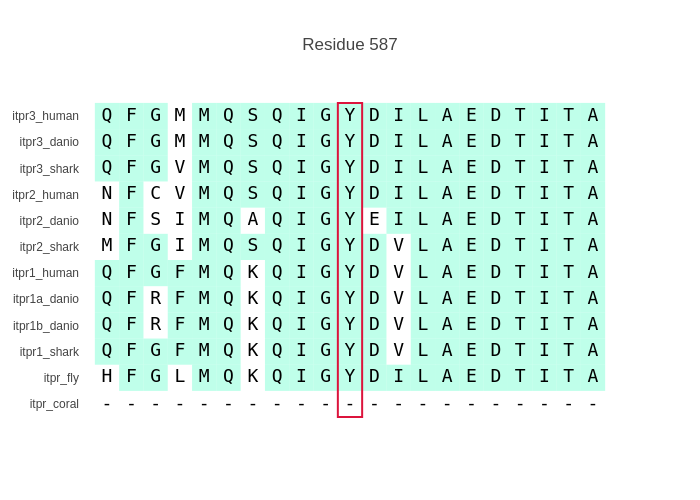 Residue 587
itpr3_human Q F G M M Q S Q I G Y D I L A E D T I T A
itpr3_danio Q F G M M Q S Q I G Y D I L A E D T I T A
itpr3_shark Q F G V M Q S Q I G Y D I L A E D T I T A
itpr2_human N F C V M Q S Q I G Y D I L A E D T I T A
itpr2_danio N F S I M Q A Q I G Y E I L A E D T I T A
itpr2_shark M F G I M Q S Q I G Y D V L A E D T I T A
itpr1_human Q F G F M Q K Q I G Y D V L A E D T I T A
itpr1a_danio Q F R F M Q K Q I G Y D V L A E D T I T A
itpr1b_danio Q F R F M Q K Q I G Y D V L A E D T I T A
itpr1_shark Q F G F M Q K Q I G Y D V L A E D T I T A
itpr_fly H F G L M Q K Q I G Y D I L A E D T I T A
itpr_coral - - - - - - - - - - - - - - - - - - - - -